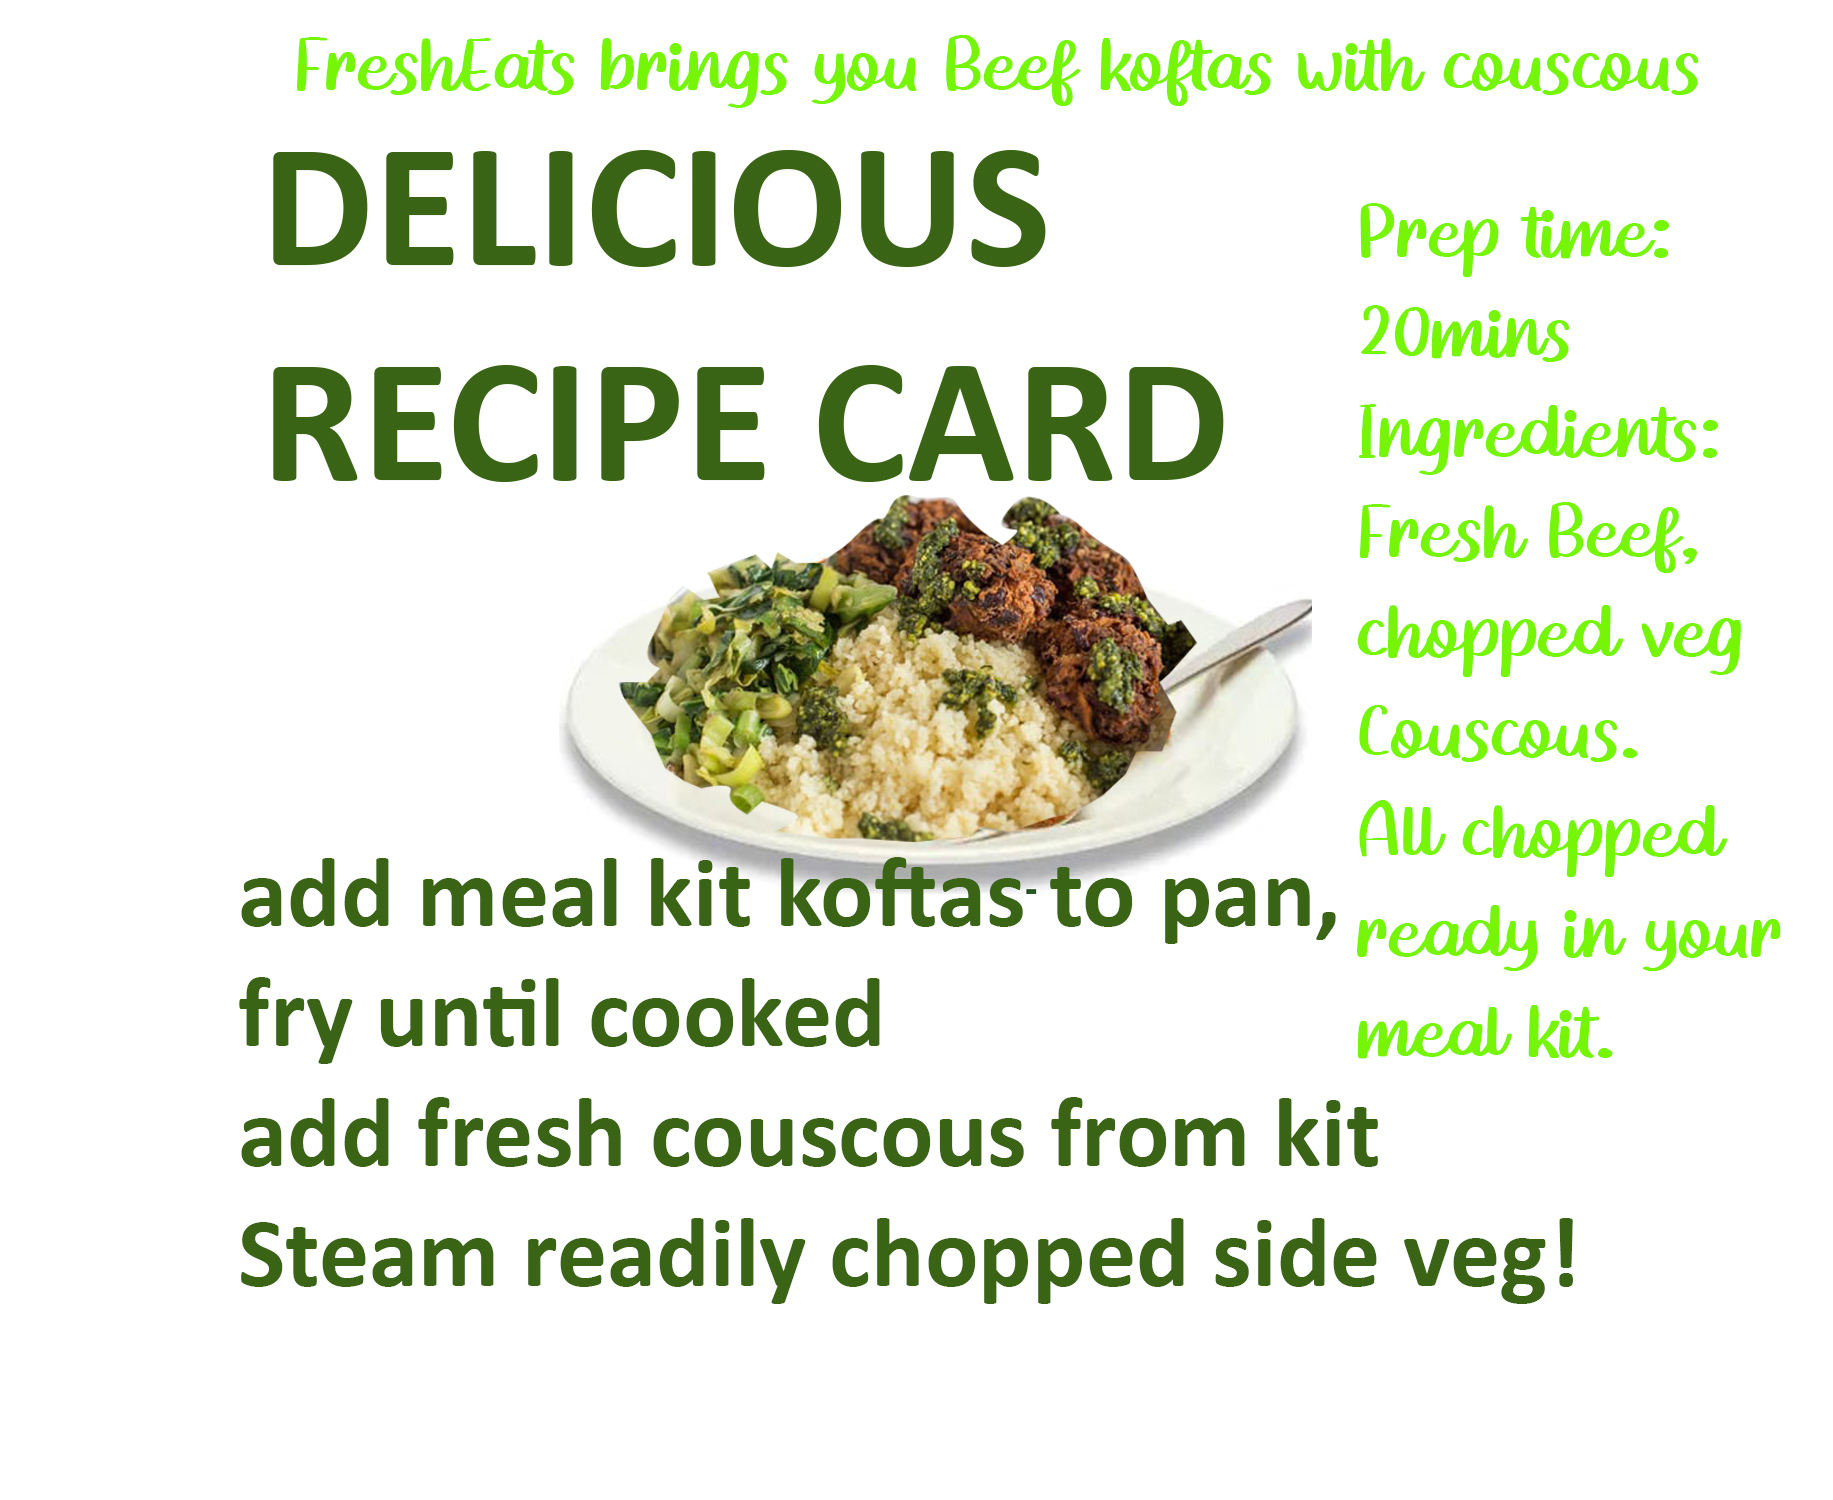 FreshEats brings you Beef koftas with couscous
DELICIOUS
RECIPE CARD
Prep time:
20mins
Ingredients:
Fresh Beef,
chopped veg
Couscous.
All chopped
ready in your
meal kit.
add meal kit koftas- to pan,
fry until cooked
add fresh couscous from kit
Steam readily chopped side veg!